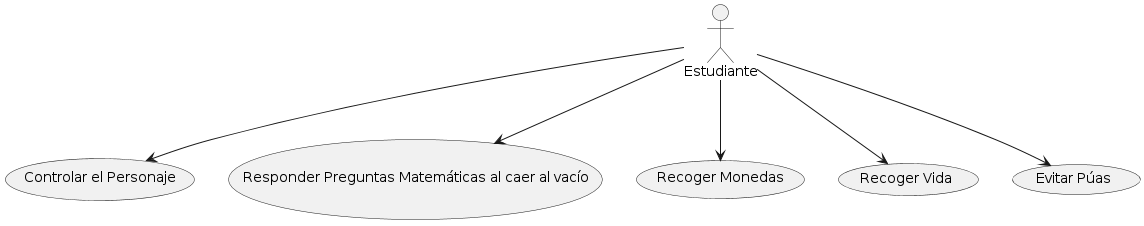 Estudiante
Controlar el Personaje
Responder Preguntas Matemáticas al caer al vacío
Recoger Monedas
Recoger Vida
Evitar Púas